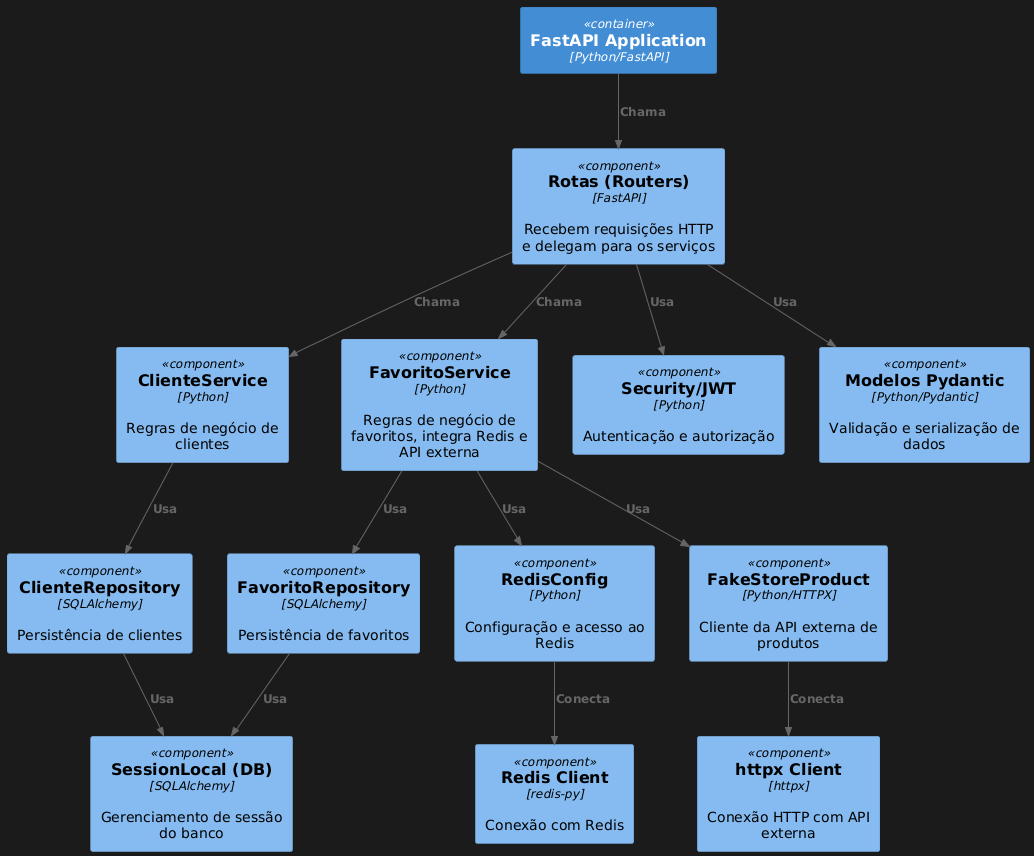 «container»
FastAPI Application
[Python/FastAPI]
Chama
«component»
Rotas (Routers)
[FastAPI]
Recebem requisições HTTP
e delegam para os serviços
Chama
Chama
Usa
Usa
«component»
ClienteService
[Python]
Regras de negócio de
clientes
«component»
FavoritoService
[Python]
Regras de negócio de
favoritos, integra Redis e
API externa
«component»
Security/JWT
[Python]
Autenticação e autorização
«component»
Modelos Pydantic
[Python/Pydantic]
Validação e serialização de
dados
Usa
Usa
Usa
Usa
«component»
ClienteRepository
[SQLAlchemy]
Persistência de clientes
«component»
FavoritoRepository
[SQLAlchemy]
Persistência de favoritos
«component»
RedisConfig
[Python]
Configuração e acesso ao
Redis
«component»
FakeStoreProduct
[Python/HTTPX]
Cliente da API externa de
produtos
Usa
Usa
Conecta
Conecta
«component»
SessionLocal (DB)
[SQLAlchemy]
Gerenciamento de sessão
do banco
«component»
Redis Client
[redis-py]
Conexão com Redis
«component»
httpx Client
[httpx]
Conexão HTTP com API
externa